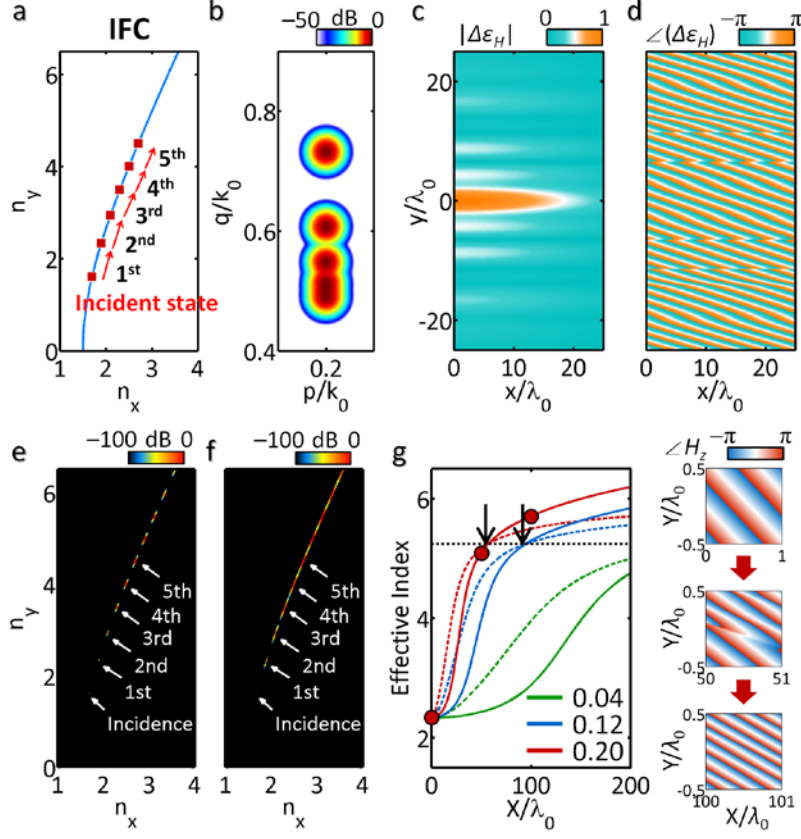 a
IFC
6
4
2
0
n_y
5th
4th
3rd
2nd
1st
Incident state
1 2 3 4
n_x
b
−50 dB 0
0.8
0.6
0.4
q/k_0
0.2
p/k_0
c
|Δε_H|
0 1
20
0
-20
y/λ_0
0 10 20
x/λ_0
d
∠(Δε_H)
−π π
0 10 20
x/λ_0
e
−100 dB 0
6
4
2
0
n_y
5th
4th
3rd
2nd
1st
Incidence
1 2 3 4
n_x
f
−100 dB 0
5th
4th
3rd
2nd
1st
Incidence
1 2 3 4
n_x
g
6
4
2
Effective Index
0.04
0.12
0.20
0 50 100 150 200
X/λ_0
∠H_z
−π π
0.5
-0.5
Y/λ_0
0 1
0.5
-0.5
Y/λ_0
50 51
0.5
-0.5
Y/λ_0
100 101
X/λ_0